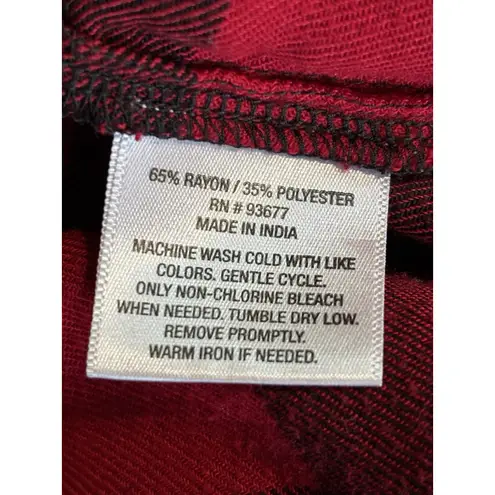 65% RAYON / 35% POLYESTER
RN # 93677
MADE IN INDIA
MACHINE WASH COLD WITH LIKE
COLORS. GENTLE CYCLE.
ONLY NON-CHLORINE BLEACH
WHEN NEEDED. TUMBLE DRY LOW.
REMOVE PROMPTLY.
WARM IRON IF NEEDED.